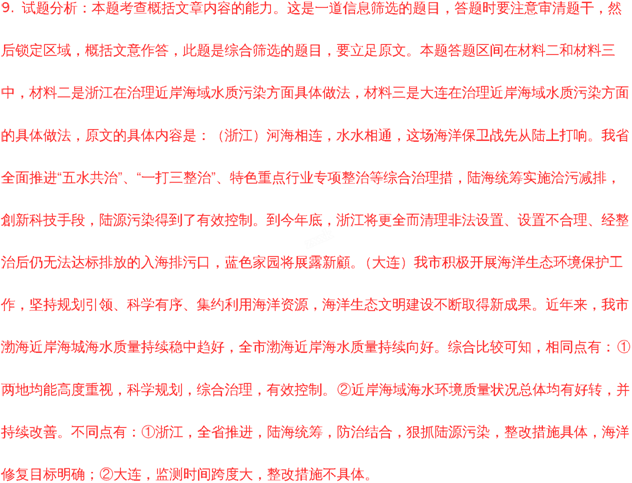 9. 试题分析：本题考查概括文章内容的能力。这是一道信息筛选的题目，答题时要注意审清题干，然
后锁定区域，概括文意作答，此题是综合筛选的题目，要立足原文。本题答题区间在材料二和材料三
中，材料二是浙江在治理近岸海域水质污染方面具体做法，材料三是大连在治理近岸海域水质污染方面
的具体做法，原文的具体内容是：（浙江）河海相连，水水相通，这场海洋保卫战先从陆上打响。我省
全面推进“五水共治”、“一打三整治”、特色重点行业专项整治等综合治理措，陆海统筹实施治污减排，
創新科技手段，陆源污染得到了有效控制。到今年底，浙江将更全而清理非法设置、设置不合理、经整
治后仍无法达标排放的入海排污口，蓝色家园将展露新顧。（大连）我市积极开展海洋生态环境保护工
作，坚持规划引领、科学有序、集约利用海洋资源，海洋生态文明建设不断取得新成果。近年来，我市
渤海近岸海城海水质量持续稳中趋好，全市渤海近岸海水质量持续向好。综合比较可知，相同点有：①
两地均能高度重视，科学规划，综合治理，有效控制。②近岸海域海水环境质量状况总体均有好转，并
持续改善。不同点有：①浙江，全省推进，陆海统筹，防治结合，狠抓陆源污染，整改措施具体，海洋
修复目标明确；②大连，监测时间跨度大，整改措施不具体。